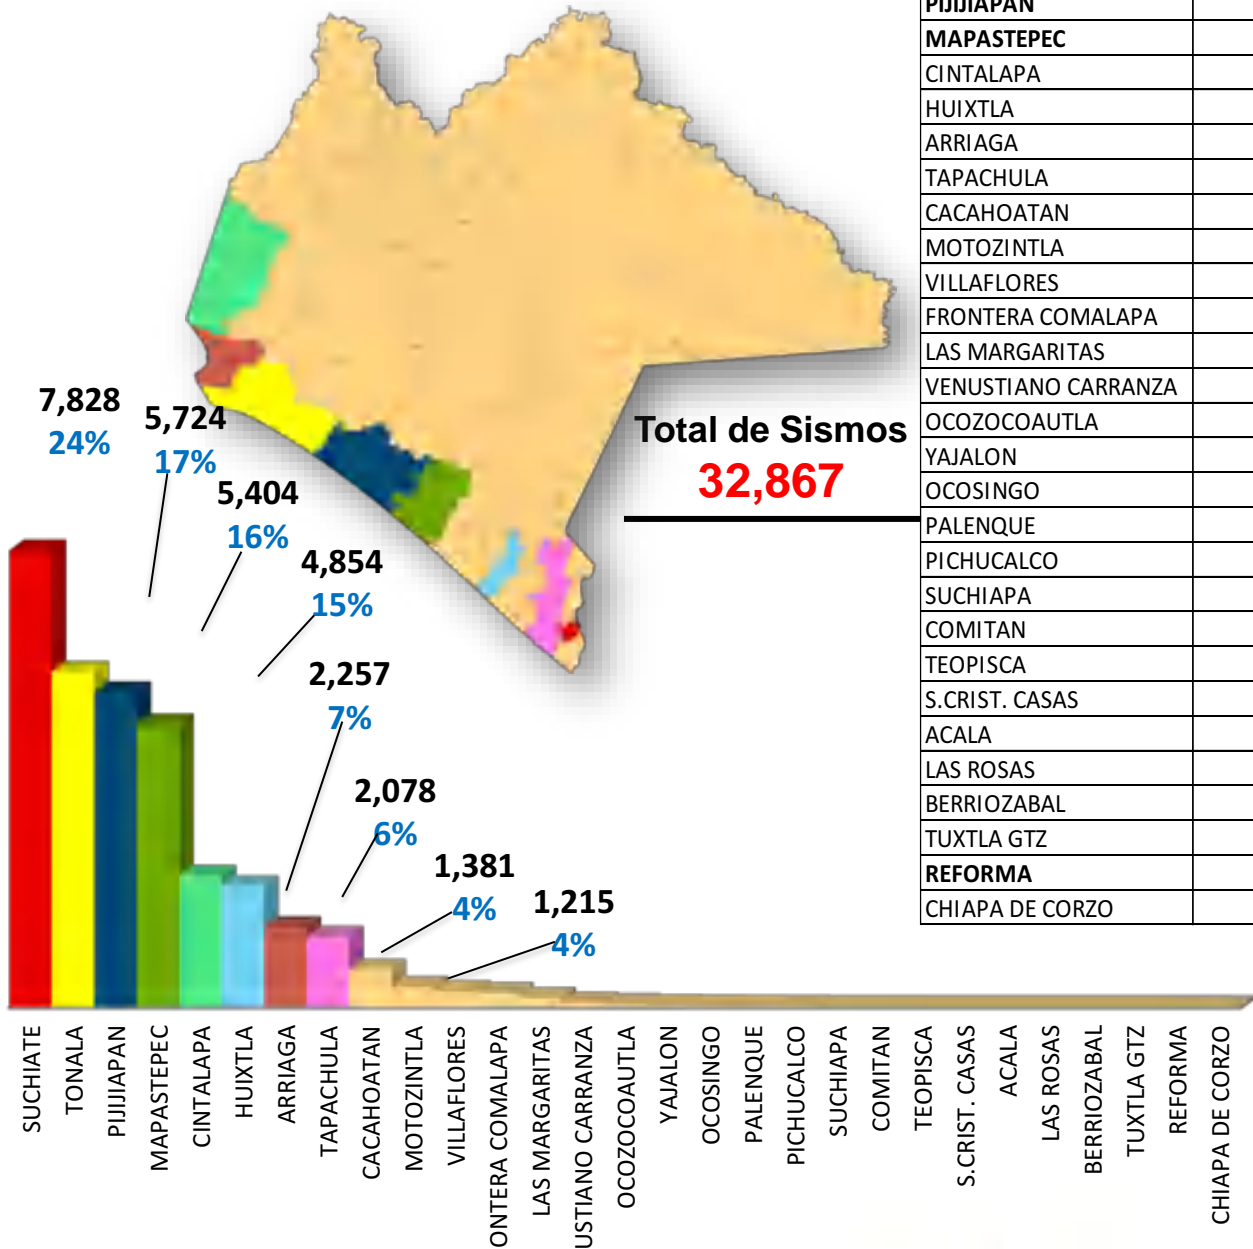 7,828
24%
5,724
17%
5,404
16%
4,854
15%
2,257
7%
2,078
6%
1,381
4%
1,215
4%
Total de Sismos
32,867
PIJIJIAPAN
MAPASTEPEC
CINTALAPA
HUIXTLA
ARRIAGA
TAPACHULA
CACAHOATAN
MOTOZINTLA
VILLAFLORES
FRONTERA COMALAPA
LAS MARGARITAS
VENUSTIANO CARRANZA
OCOZOCOAUTLA
YAJALON
OCOSINGO
PALENQUE
PICHUCALCO
SUCHIAPA
COMITAN
TEOPISCA
S.CRIST. CASAS
ACALA
LAS ROSAS
BERRIOZABAL
TUXTLA GTZ
REFORMA
CHIAPA DE CORZO
SUCHIATE
TONALA
PIJIJIAPAN
MAPASTEPEC
CINTALAPA
HUIXTLA
ARRIAGA
TAPACHULA
CACAHOATAN
MOTOZINTLA
VILLAFLORES
ONTERA COMALAPA
LAS MARGARITAS
USTIANO CARRANZA
OCOZOCOAUTLA
YAJALON
OCOSINGO
PALENQUE
PICHUCALCO
SUCHIAPA
COMITAN
TEOPISCA
S.CRIST. CASAS
ACALA
LAS ROSAS
BERRIOZABAL
TUXTLA GTZ
REFORMA
CHIAPA DE CORZO